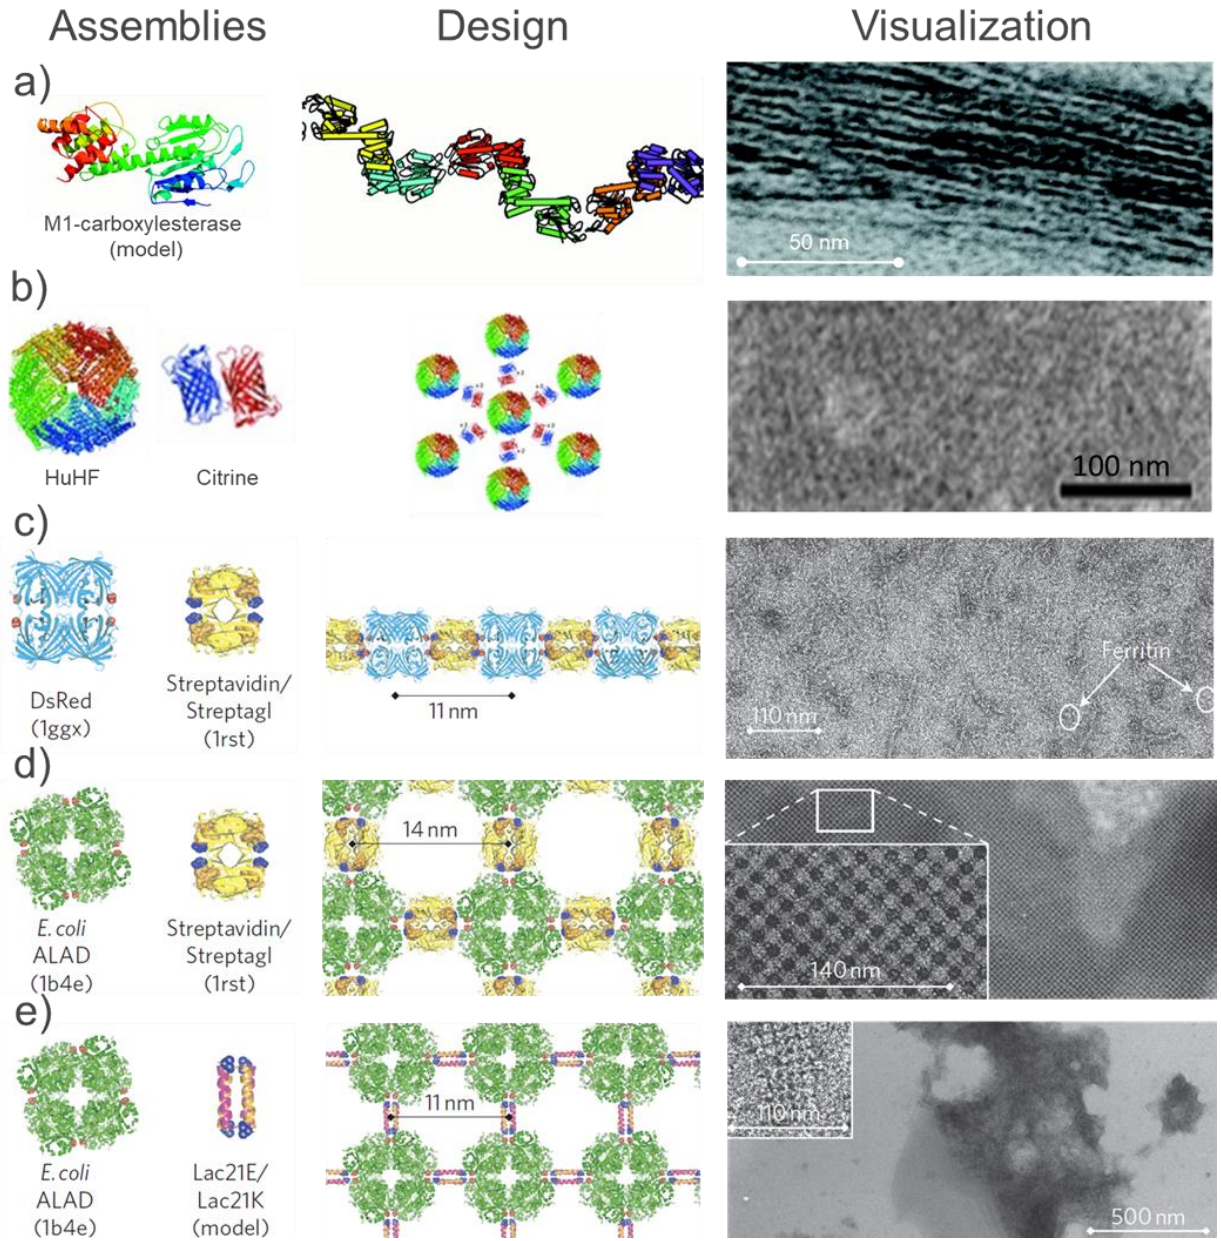 Assemblies Design Visualization
a)
M1-carboxylesterase
(model)
50 nm
b)
HuHF Citrine
100 nm
c)
DsRed
(1ggx)
Streptavidin/
StreptagI
(1rst)
11 nm
Ferritin
110 nm
d)
E. coli
ALAD
(1b4e)
Streptavidin/
StreptagI
(1rst)
14 nm
140 nm
e)
E. coli
ALAD
(1b4e)
Lac21E/
Lac21K
(model)
11 nm
110 nm
500 nm